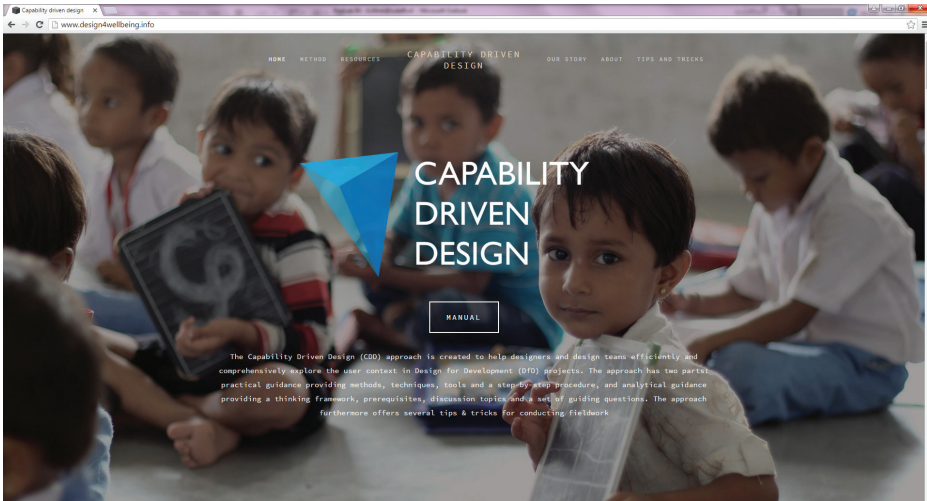 Capability driven design
www.design4wellbeing.info
HOME METHOD RESOURCES
CAPABILITY DRIVEN
DESIGN
OUR STORY ABOUT TIPS AND TRICKS
CAPABILITY
DRIVEN
DESIGN
MANUAL
The Capability Driven Design (CDD) approach is created to help designers and design teams efficiently and
comprehensively explore the user context in Design for Development (DfD) projects. The approach has two parts:
practical guidance providing methods, techniques, tools and a step-by-step procedure, and analytical guidance
providing a thinking framework, prerequisites, discussion topics and a set of guiding questions. The approach
furthermore offers several tips & tricks for conducting fieldwork